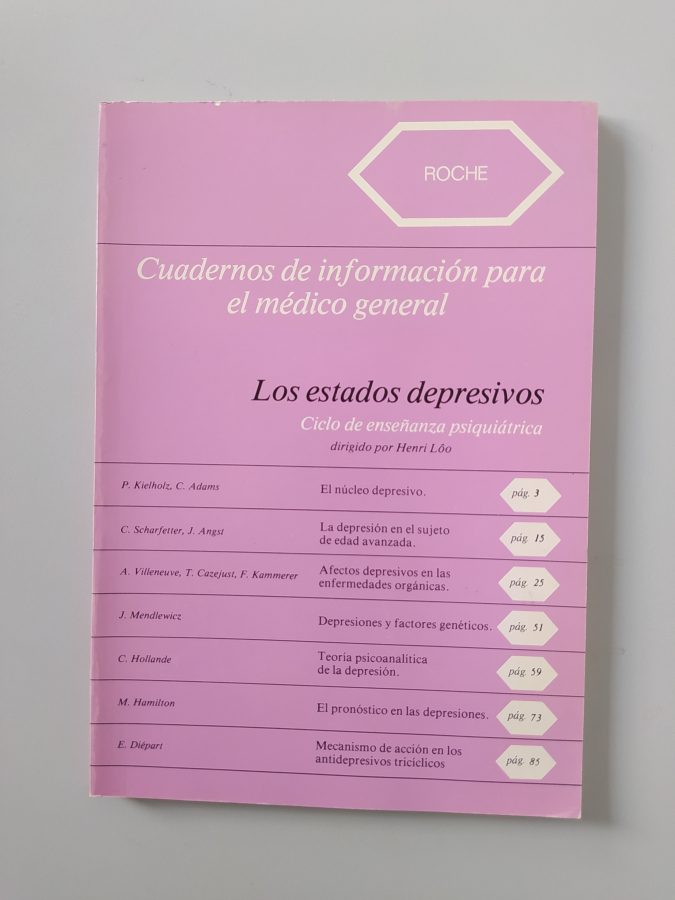 ROCHE
Cuadernos de información para
el médico general
Los estados depresivos
Ciclo de enseñanza psiquiátrica
dirigido por Henri Lôo
P. Kielholz, C. Adams
El núcleo depresivo.
pág. 3
C. Scharfetter, J. Angst
La depresión en el sujeto
de edad avanzada.
pág. 15
A. Villeneuve, T. Cazejust, F. Kammerer
Afectos depresivos en las
enfermedades orgánicas.
pág. 25
J. Mendlewicz
Depresiones y factores genéticos.
pág. 51
C. Hollande
Teoria psicoanalitica
de la depresión.
pág. 59
M. Hamilton
El pronóstico en las depresiones.
pág. 73
E. Diépart
Mecanismo de acción en los
antidepresivos tricíclicos
pág. 85